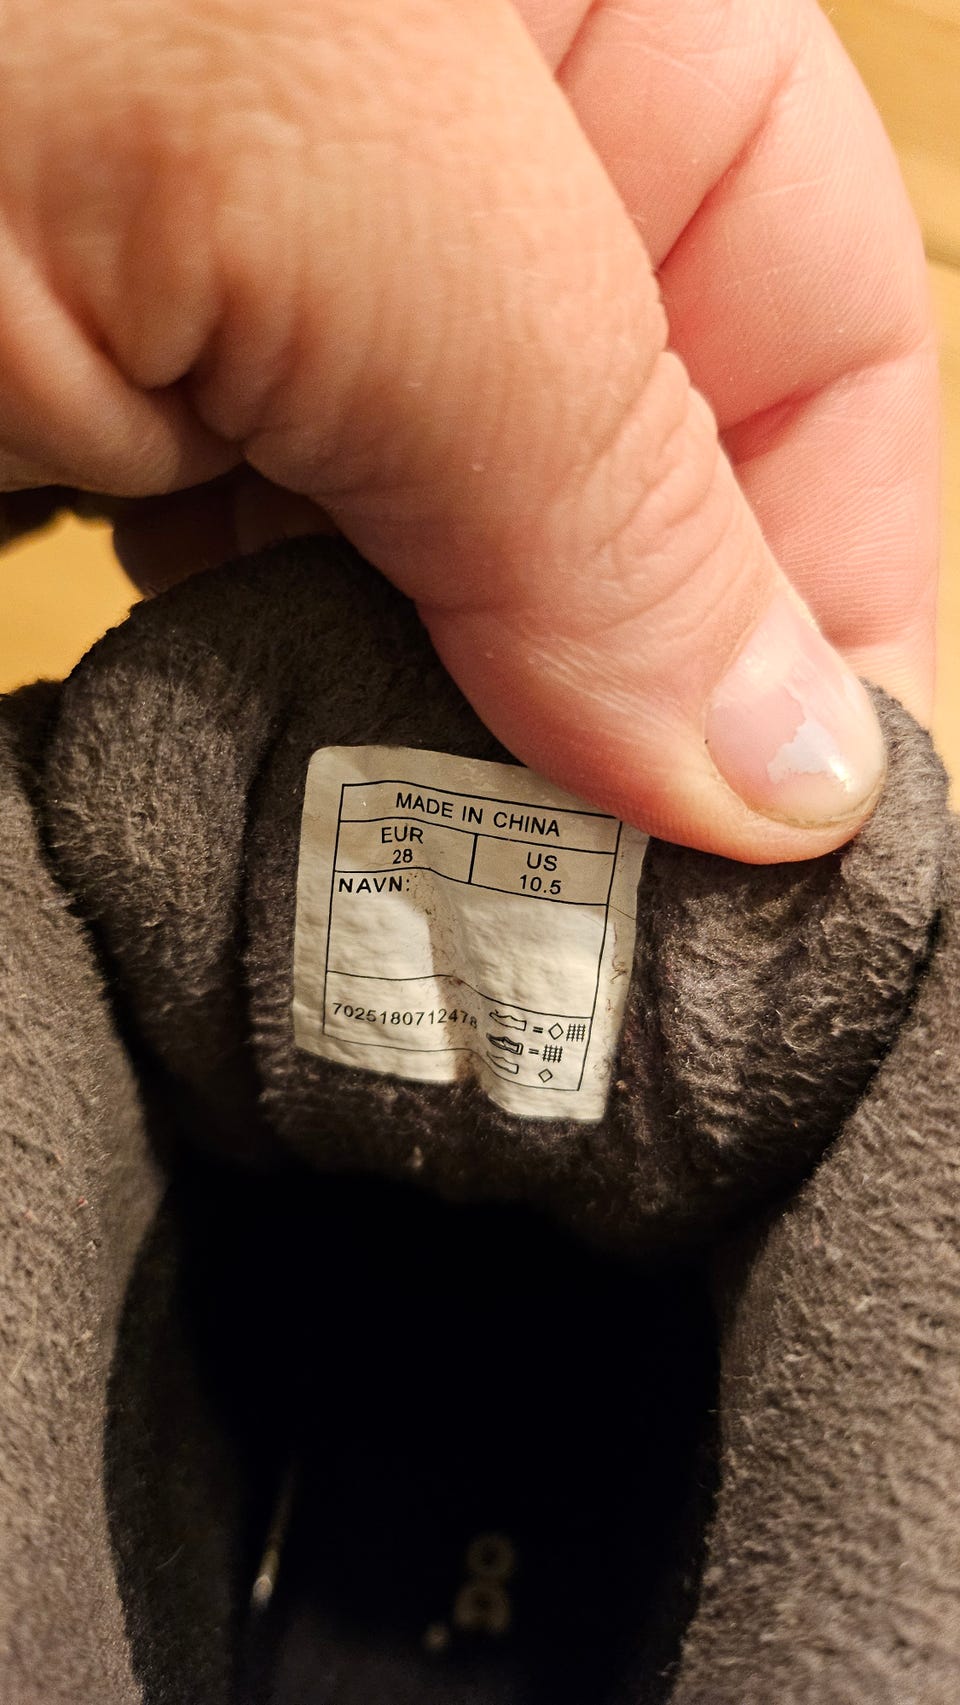 MADE IN CHINA
EUR
28
US
10.5
NAVN:
7025180712478